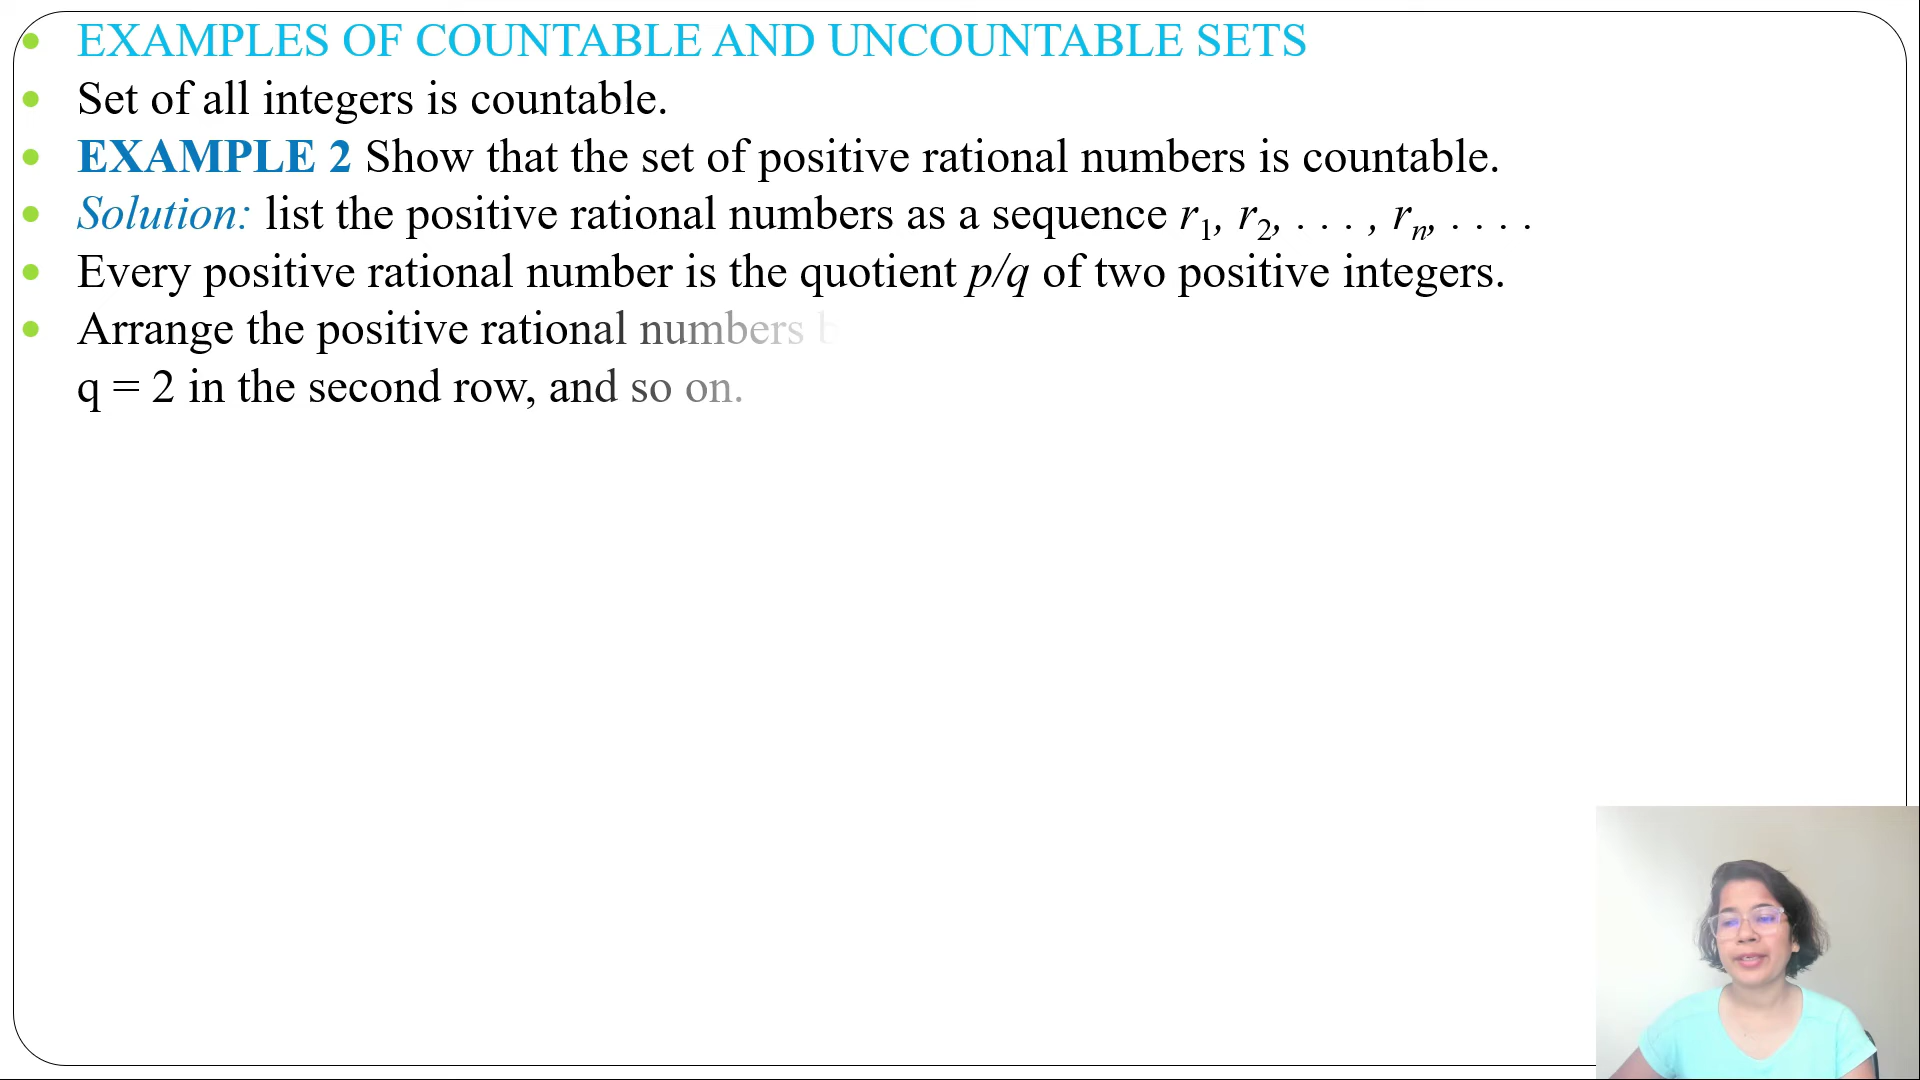 EXAMPLES OF COUNTABLE AND UNCOUNTABLE SETS
Set of all integers is countable.
EXAMPLE 2 Show that the set of positive rational numbers is countable.
Solution: list the positive rational numbers as a sequence r1, r2, . . . , rn, . . . .
Every positive rational number is the quotient p/q of two positive integers.
Arrange the positive rational numbers
q = 2 in the second row, and so on.